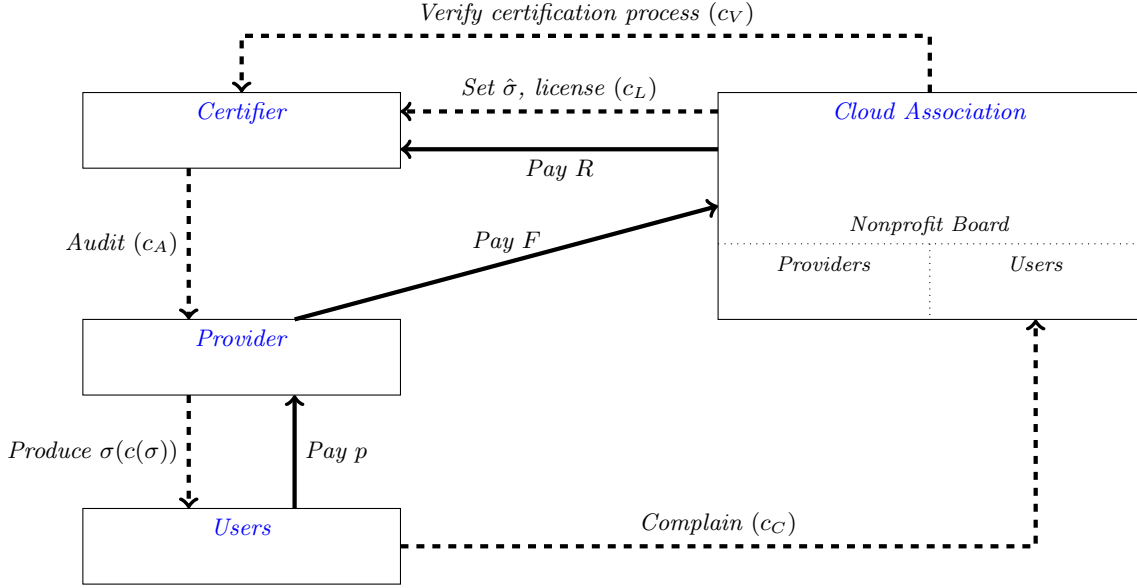 Verify certification process (c_V)
Set σ̂, license (c_L)
Certifier
Cloud Association
Pay R
Nonprofit Board
Audit (c_A)
Pay F
Providers
Users
Provider
Produce σ(c(σ))
Pay p
Users
Complain (c_C)